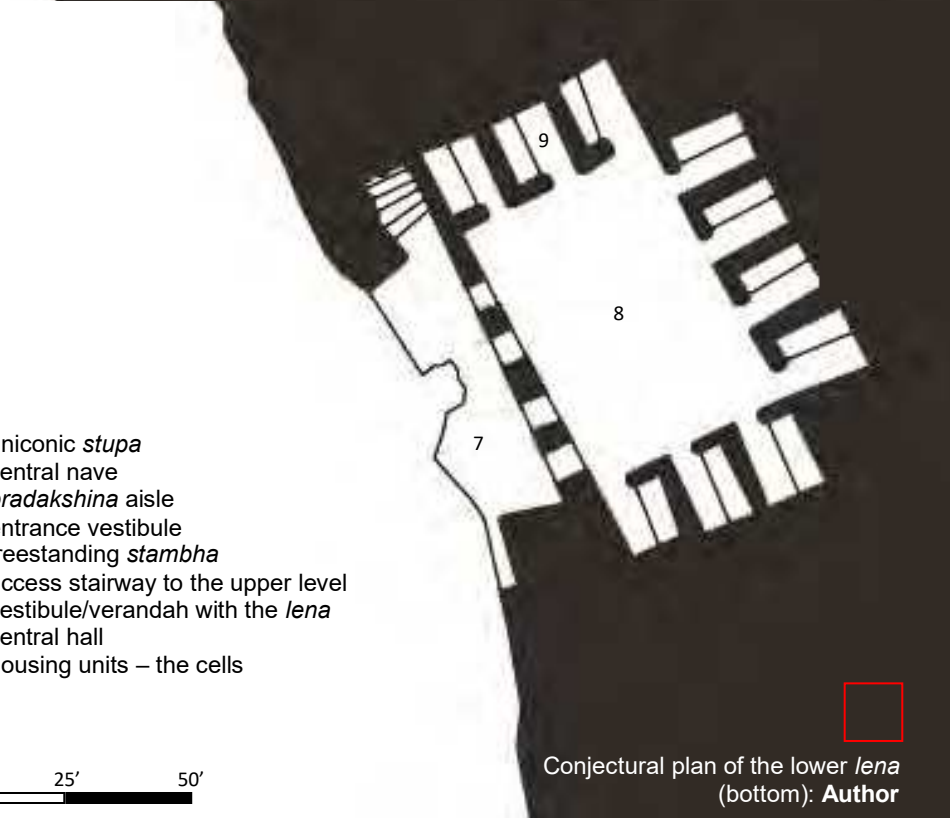 9
8
7
niconic stupa
entral nave
pradakshina aisle
entrance vestibule
reestanding stambha
ccess stairway to the upper level
estibule/verandah with the lena
entral hall
ousing units – the cells
25’ 50’
Conjectural plan of the lower lena
(bottom): Author